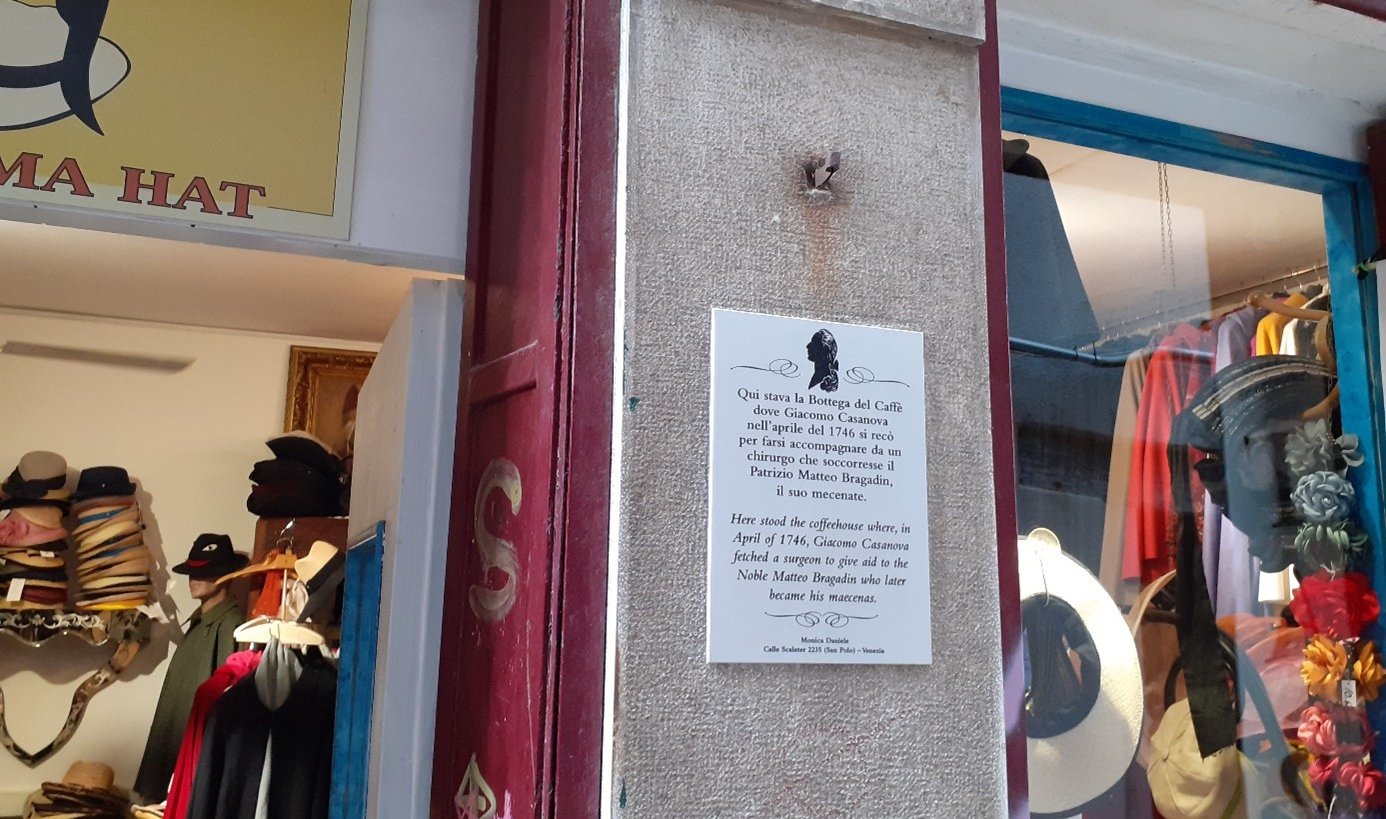 MA HAT
S
Qui stava la Bottega del Caffè
dove Giacomo Casanova
nell'aprile del 1746 si recò
per farsi accompagnare da un
chirurgo che soccorresse il
Patrizio Matteo Bragadin,
il suo mecenate.
Here stood the coffeehouse where, in
April of 1746, Giacomo Casanova
fetched a surgeon to give aid to the
Noble Matteo Bragadin who later
became his maecenas.
Monica Daniele
Calle Scaleter 2235 (San Polo) – Venezia